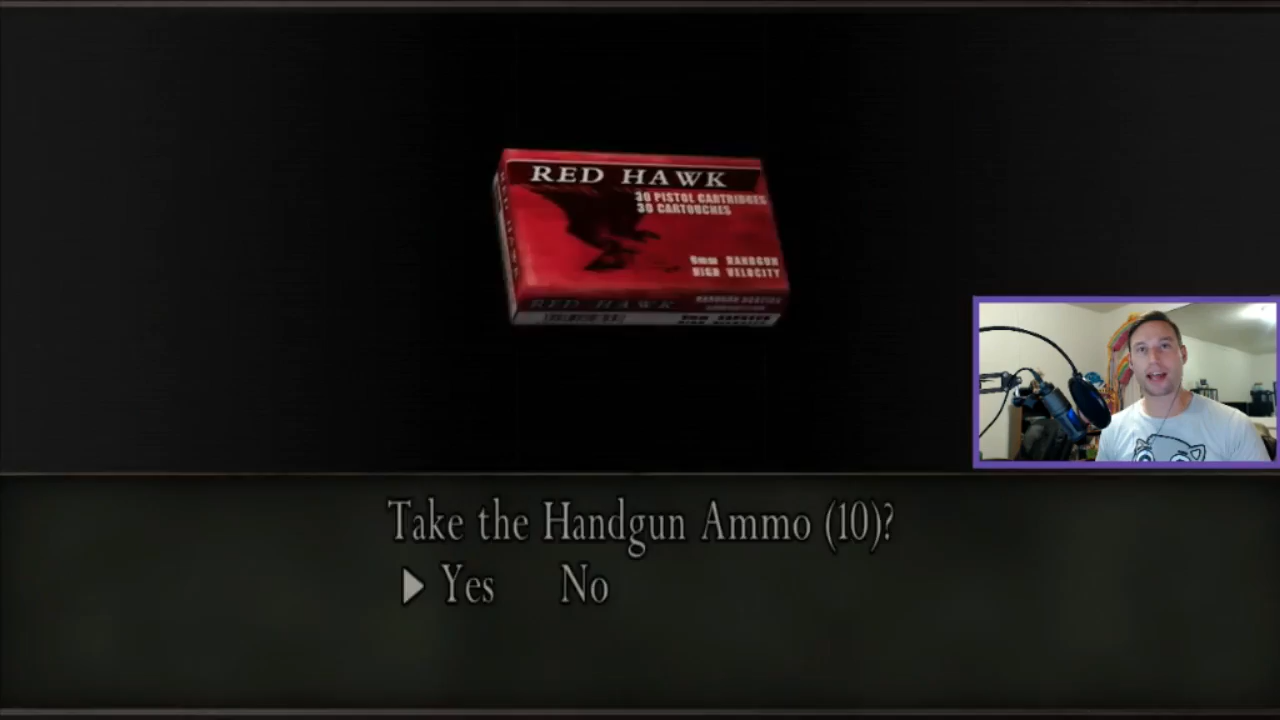 RED HAWK
30 PISTOL CARTRIDGES
30 CARTOUCHES
9mm HANDGUN
HIGH VELOCITY
RED HAWK
Take the Handgun Ammo (10)?
Yes No